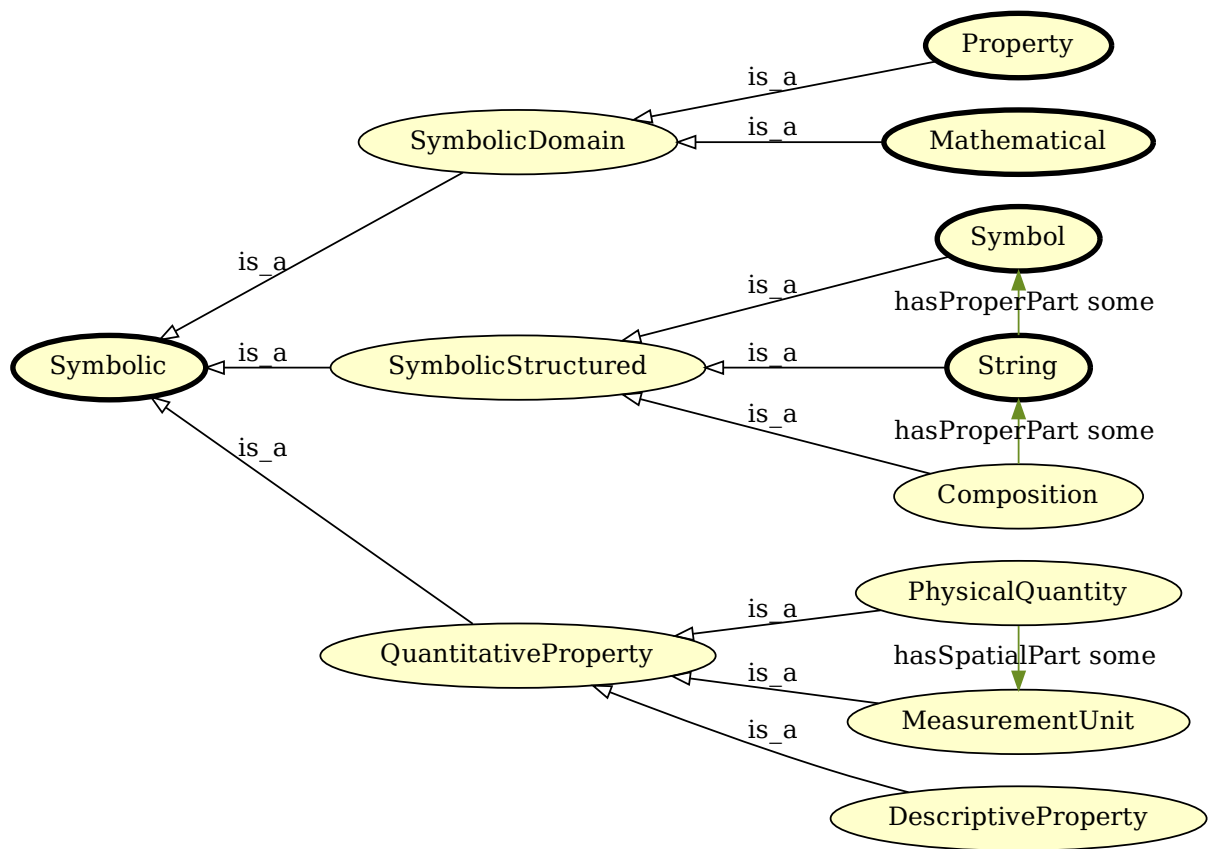 Property
is_a
Mathematical
is_a
SymbolicDomain
Symbol
is_a
is_a
hasProperPart some
Symbolic
is_a
SymbolicStructured
is_a
String
is_a
hasProperPart some
is_a
Composition
PhysicalQuantity
is_a
QuantitativeProperty
hasSpatialPart some
is_a
MeasurementUnit
is_a
DescriptiveProperty